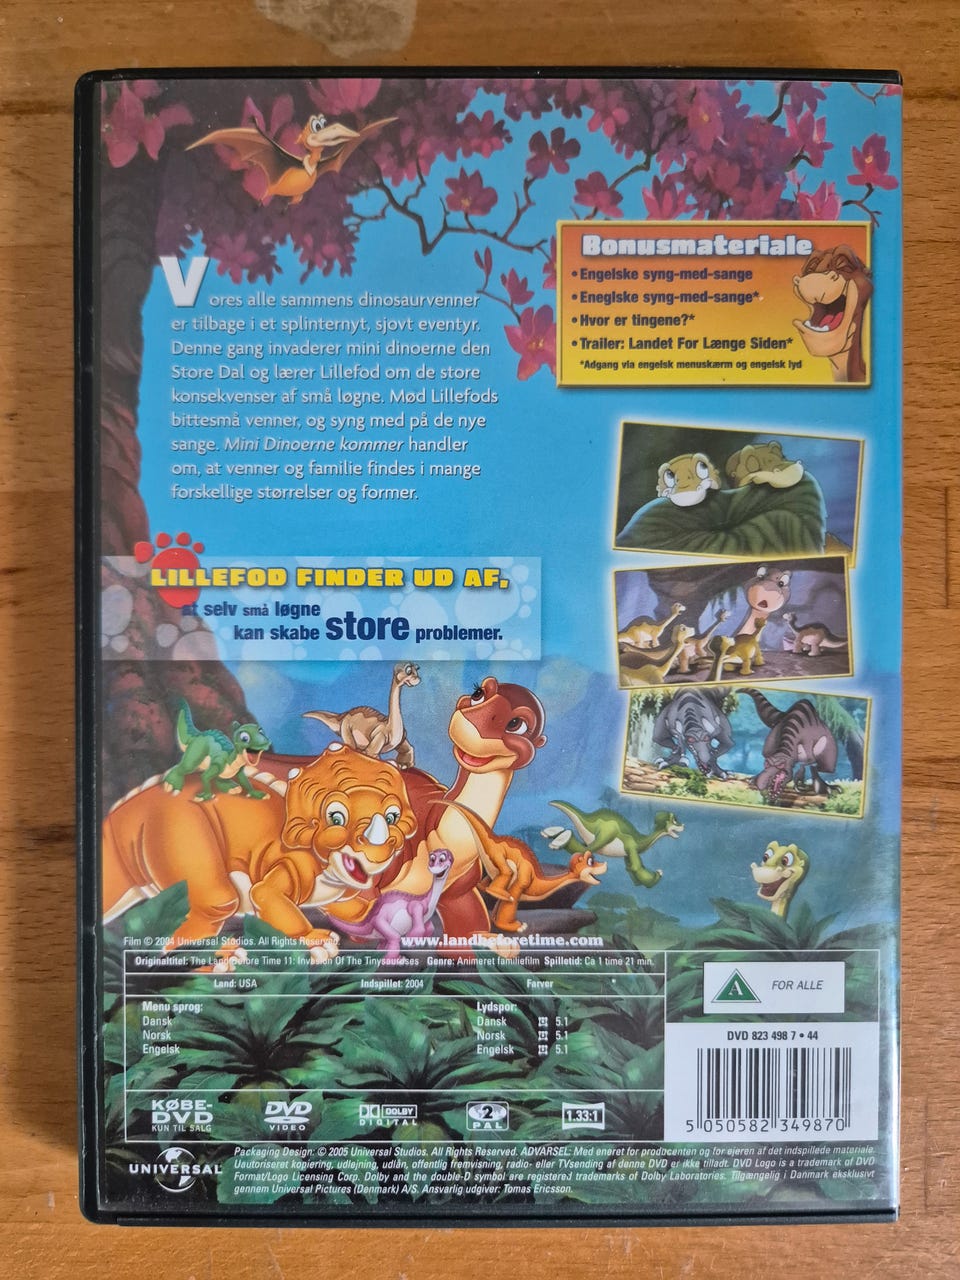 Vores alle sammens dinosaurvenner
er tilbage i et splinternyt, sjovt eventyr.
Denne gang invaderer mini dinoerne den
Store Dal og lærer Lillefod om de store
konsekvenser af små løgne. Mød Lillefods
bittesmå venner, og syng med på de nye
sange. Mini Dinoerne kommer handler
om, at venner og familie findes i mange
forskellige størrelser og former.
Bonusmateriale
• Engelske syng-med-sange
• Eneglske syng-med-sange*
• Hvor er tingene?*
• Trailer: Landet For Længe Siden*
*Adgang via engelsk menuskærm og engelsk lyd
LILLEFOD FINDER UD AF,
at selv små løgne
kan skabe store problemer.
Film © 2004 Universal Studios. All Rights Reserved.
www.landbeforetime.com
Originaltitel: The Land Before Time 11: Invasion Of The Tinysauruses Genre: Animeret familiefilm Spilletid: Ca 1 time 21 min.
Land: USA Indspillet: 2004 Farver
Menu sprog:
Dansk
Norsk
Engelsk
Lydspor:
Dansk 5.1
Norsk 5.1
Engelsk 5.1
A FOR ALLE
DVD 823 498 7 • 44
5 050582 349870
KØBE-
DVD
KUN TIL SALG
DVD
VIDEO
DOLBY
DIGITAL
2
PAL
1.33:1
UNIVERSAL
Packaging Design: © 2005 Universal Studios. All Rights Reserved. ADVARSEL: Med eneret for producenten og for ejeren af det indspillede materiale.
Uautoriseret kopiering, udlejning, udlån, offentlig fremvisning, radio- eller TVsending af denne DVD er ikke tilladt. DVD Logo is a trademark of DVD
Format/Logo Licensing Corp. Dolby and the double-D symbol are registered trademarks of Dolby Laboratories. Tilgængelig i Danmark eksklusivt
gennem Universal Pictures (Denmark) A/S. Ansvarlig udgiver: Tomas Ericsson.